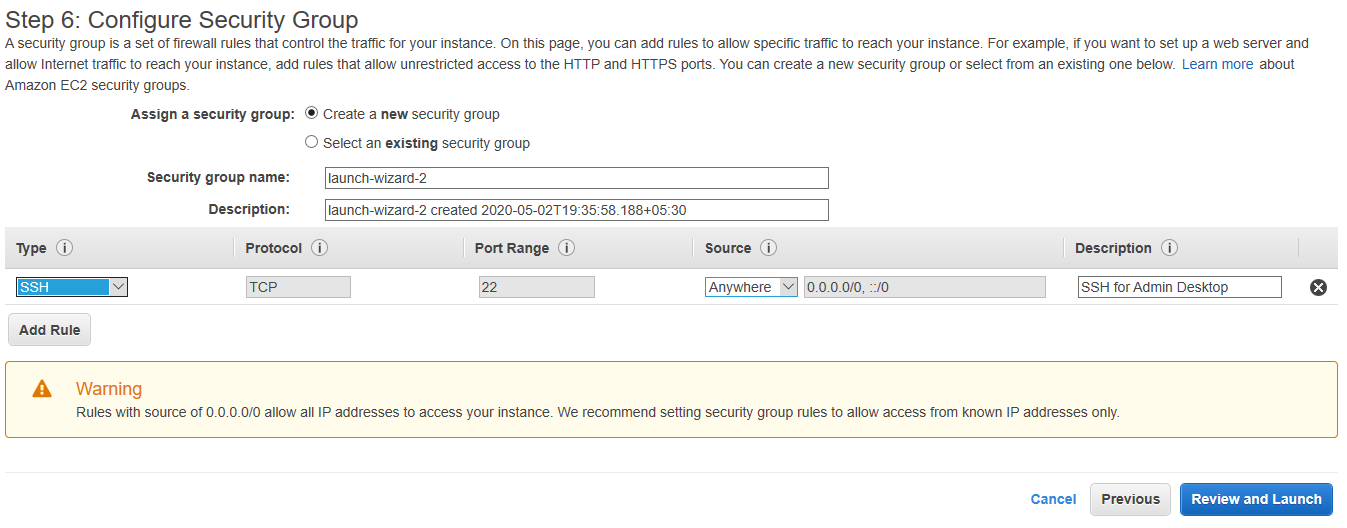 Step 6: Configure Security Group
A security group is a set of firewall rules that control the traffic for your instance. On this page, you can add rules to allow specific traffic to reach your instance. For example, if you want to set up a web server and
allow Internet traffic to reach your instance, add rules that allow unrestricted access to the HTTP and HTTPS ports. You can create a new security group or select from an existing one below. Learn more about
Amazon EC2 security groups.
Assign a security group: Create a new security group
Select an existing security group
Security group name: launch-wizard-2
Description: launch-wizard-2 created 2020-05-02T19:35:58.188+05:30
Type i Protocol i Port Range i Source i Description i
SSH TCP 22 Anywhere 0.0.0.0/0, ::/0 SSH for Admin Desktop
Add Rule
Warning
Rules with source of 0.0.0.0/0 allow all IP addresses to access your instance. We recommend setting security group rules to allow access from known IP addresses only.
Cancel Previous Review and Launch